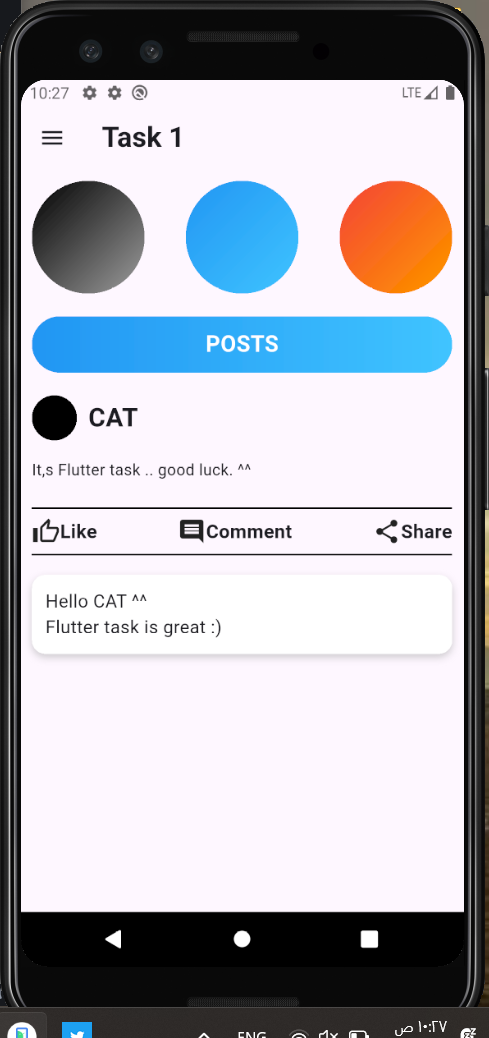 10:27 LTE
Task 1
POSTS
CAT
It,s Flutter task .. good luck. ^^
Like Comment Share
Hello CAT ^^
Flutter task is great :)
ENG ١٠:٢٧ ص